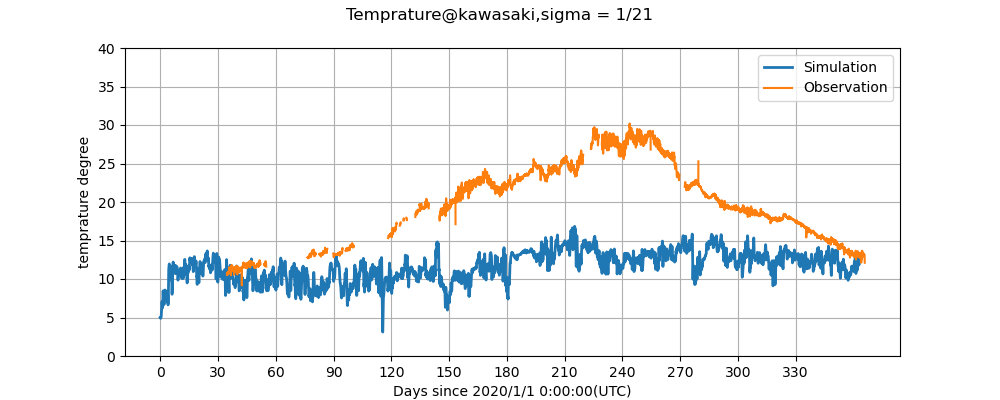 Temprature@kawasaki,sigma = 1/21
Simulation
Observation
temprature degree
40
35
30
25
20
15
10
5
0
0 30 60 90 120 150 180 210 240 270 300 330
Days since 2020/1/1 0:00:00(UTC)